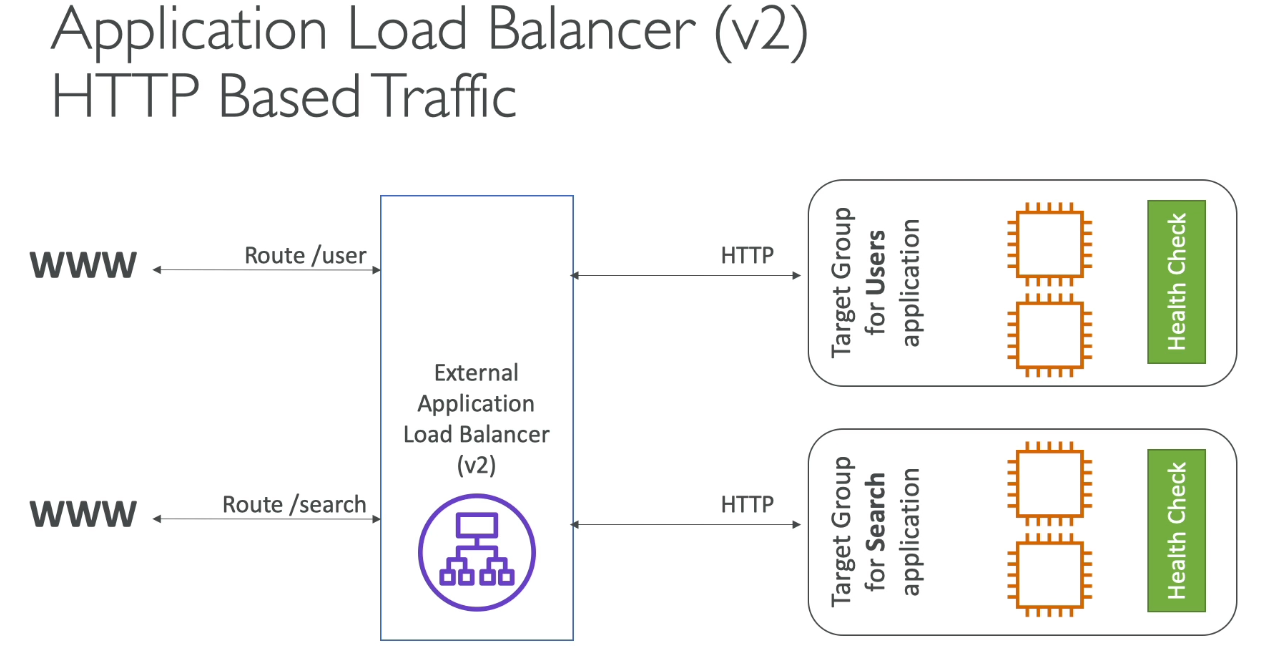 Application Load Balancer (v2)
HTTP Based Traffic
WWW
Route /user
HTTP
Target Group
for Users
application
Health Check
External
Application
Load Balancer
(v2)
WWW
Route /search
HTTP
Target Group
for Search
application
Health Check